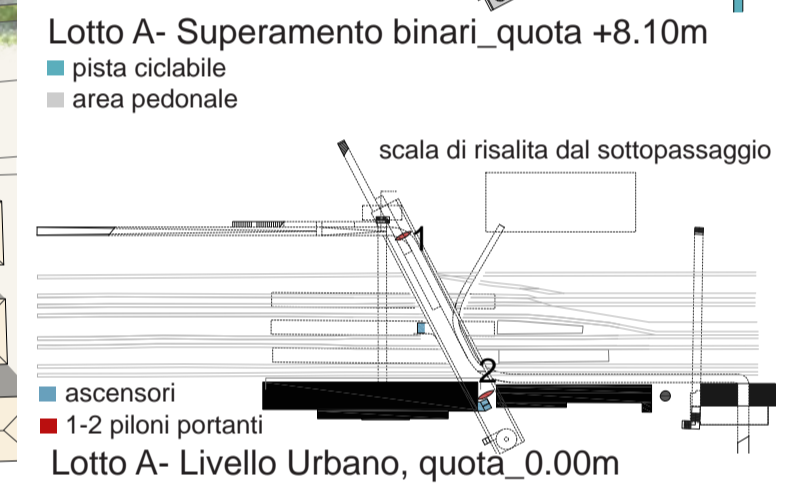 Lotto A- Superamento binari_quota +8.10m
pista ciclabile
area pedonale
scala di risalita dal sottopassaggio
1
2
ascensori
1-2 piloni portanti
Lotto A- Livello Urbano, quota_0.00m